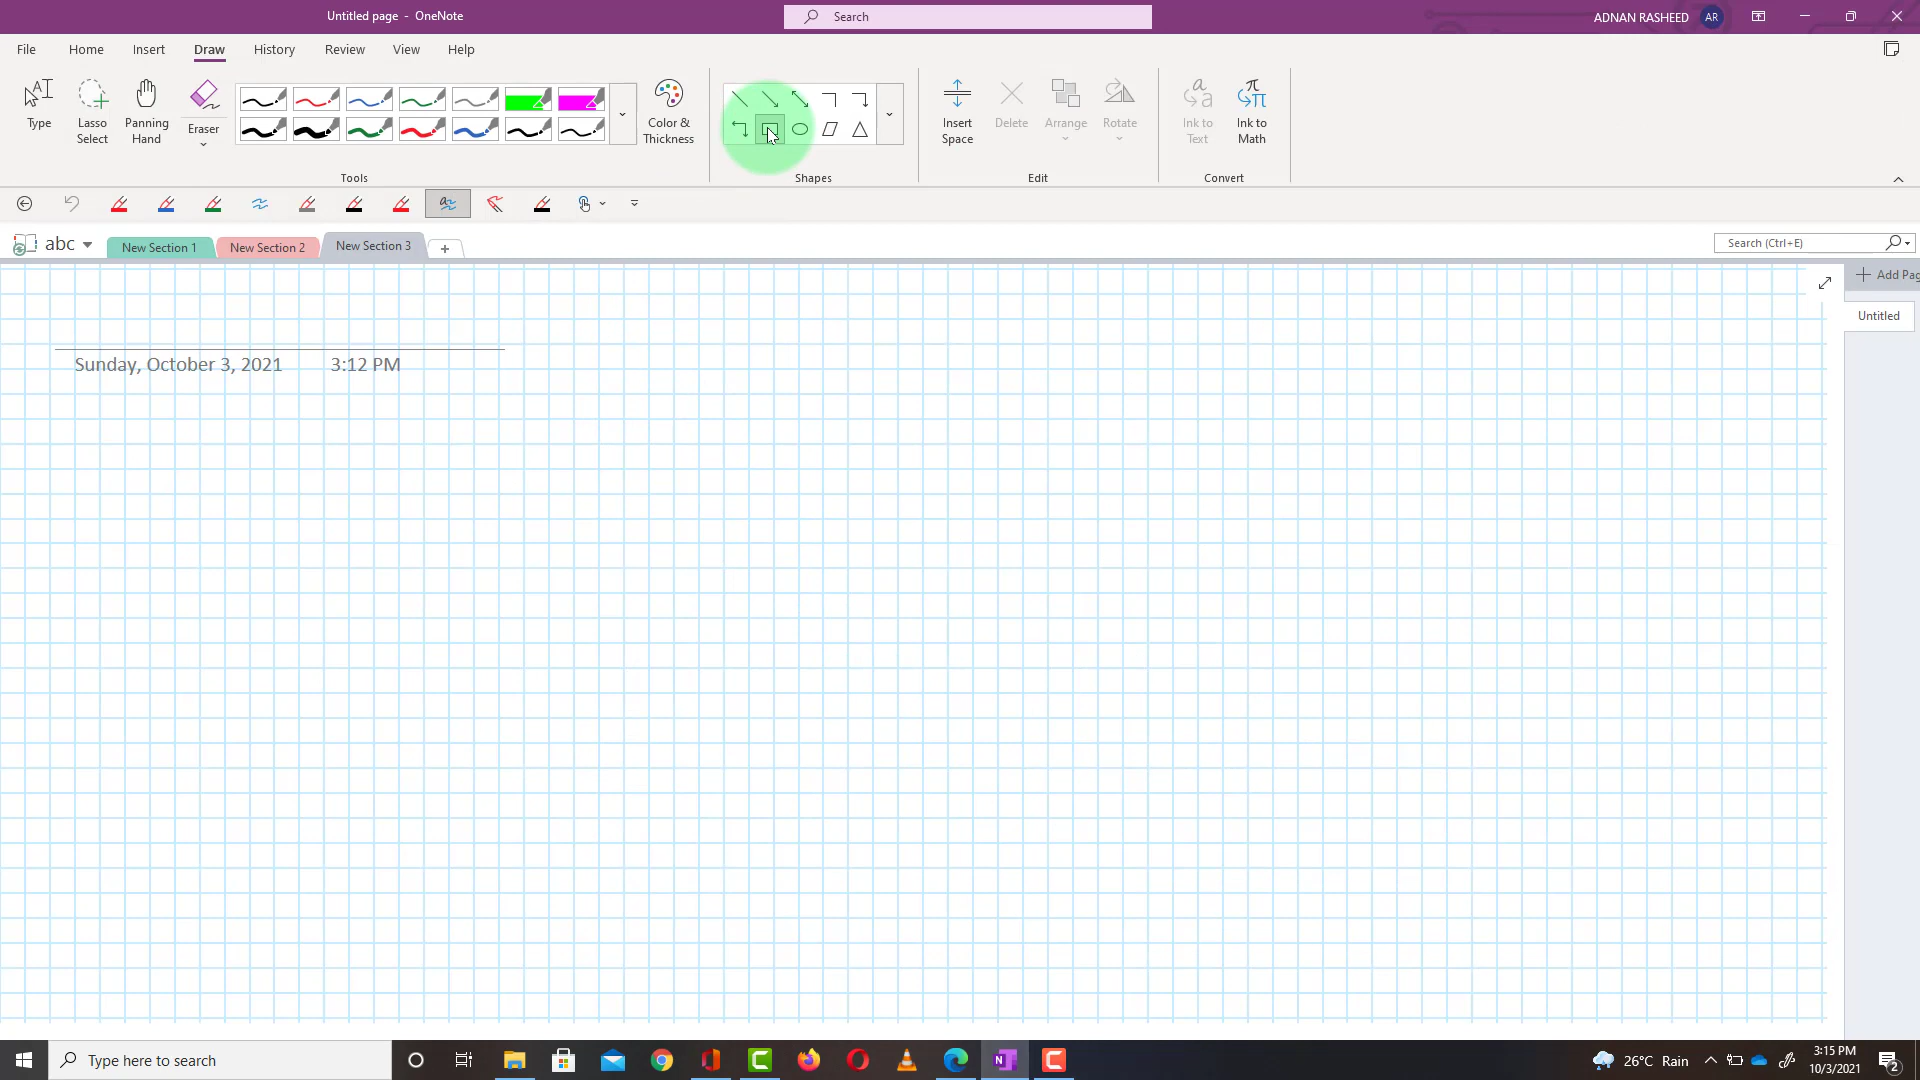 Untitled page - OneNote
Search
ADNAN RASHEED
AR
File
Home
Insert
Draw
History
Review
View
Help
Type
Lasso
Select
Panning
Hand
Eraser
Color &
Thickness
Insert
Space
Delete
Arrange
Rotate
Ink to
Text
Ink to
Math
Tools
Shapes
Edit
Convert
abc
New Section 1
New Section 2
New Section 3
Search (Ctrl+E)
Add Pag
Untitled
Sunday, October 3, 2021
3:12 PM
Type here to search
26°C Rain
3:15 PM
10/3/2021
2